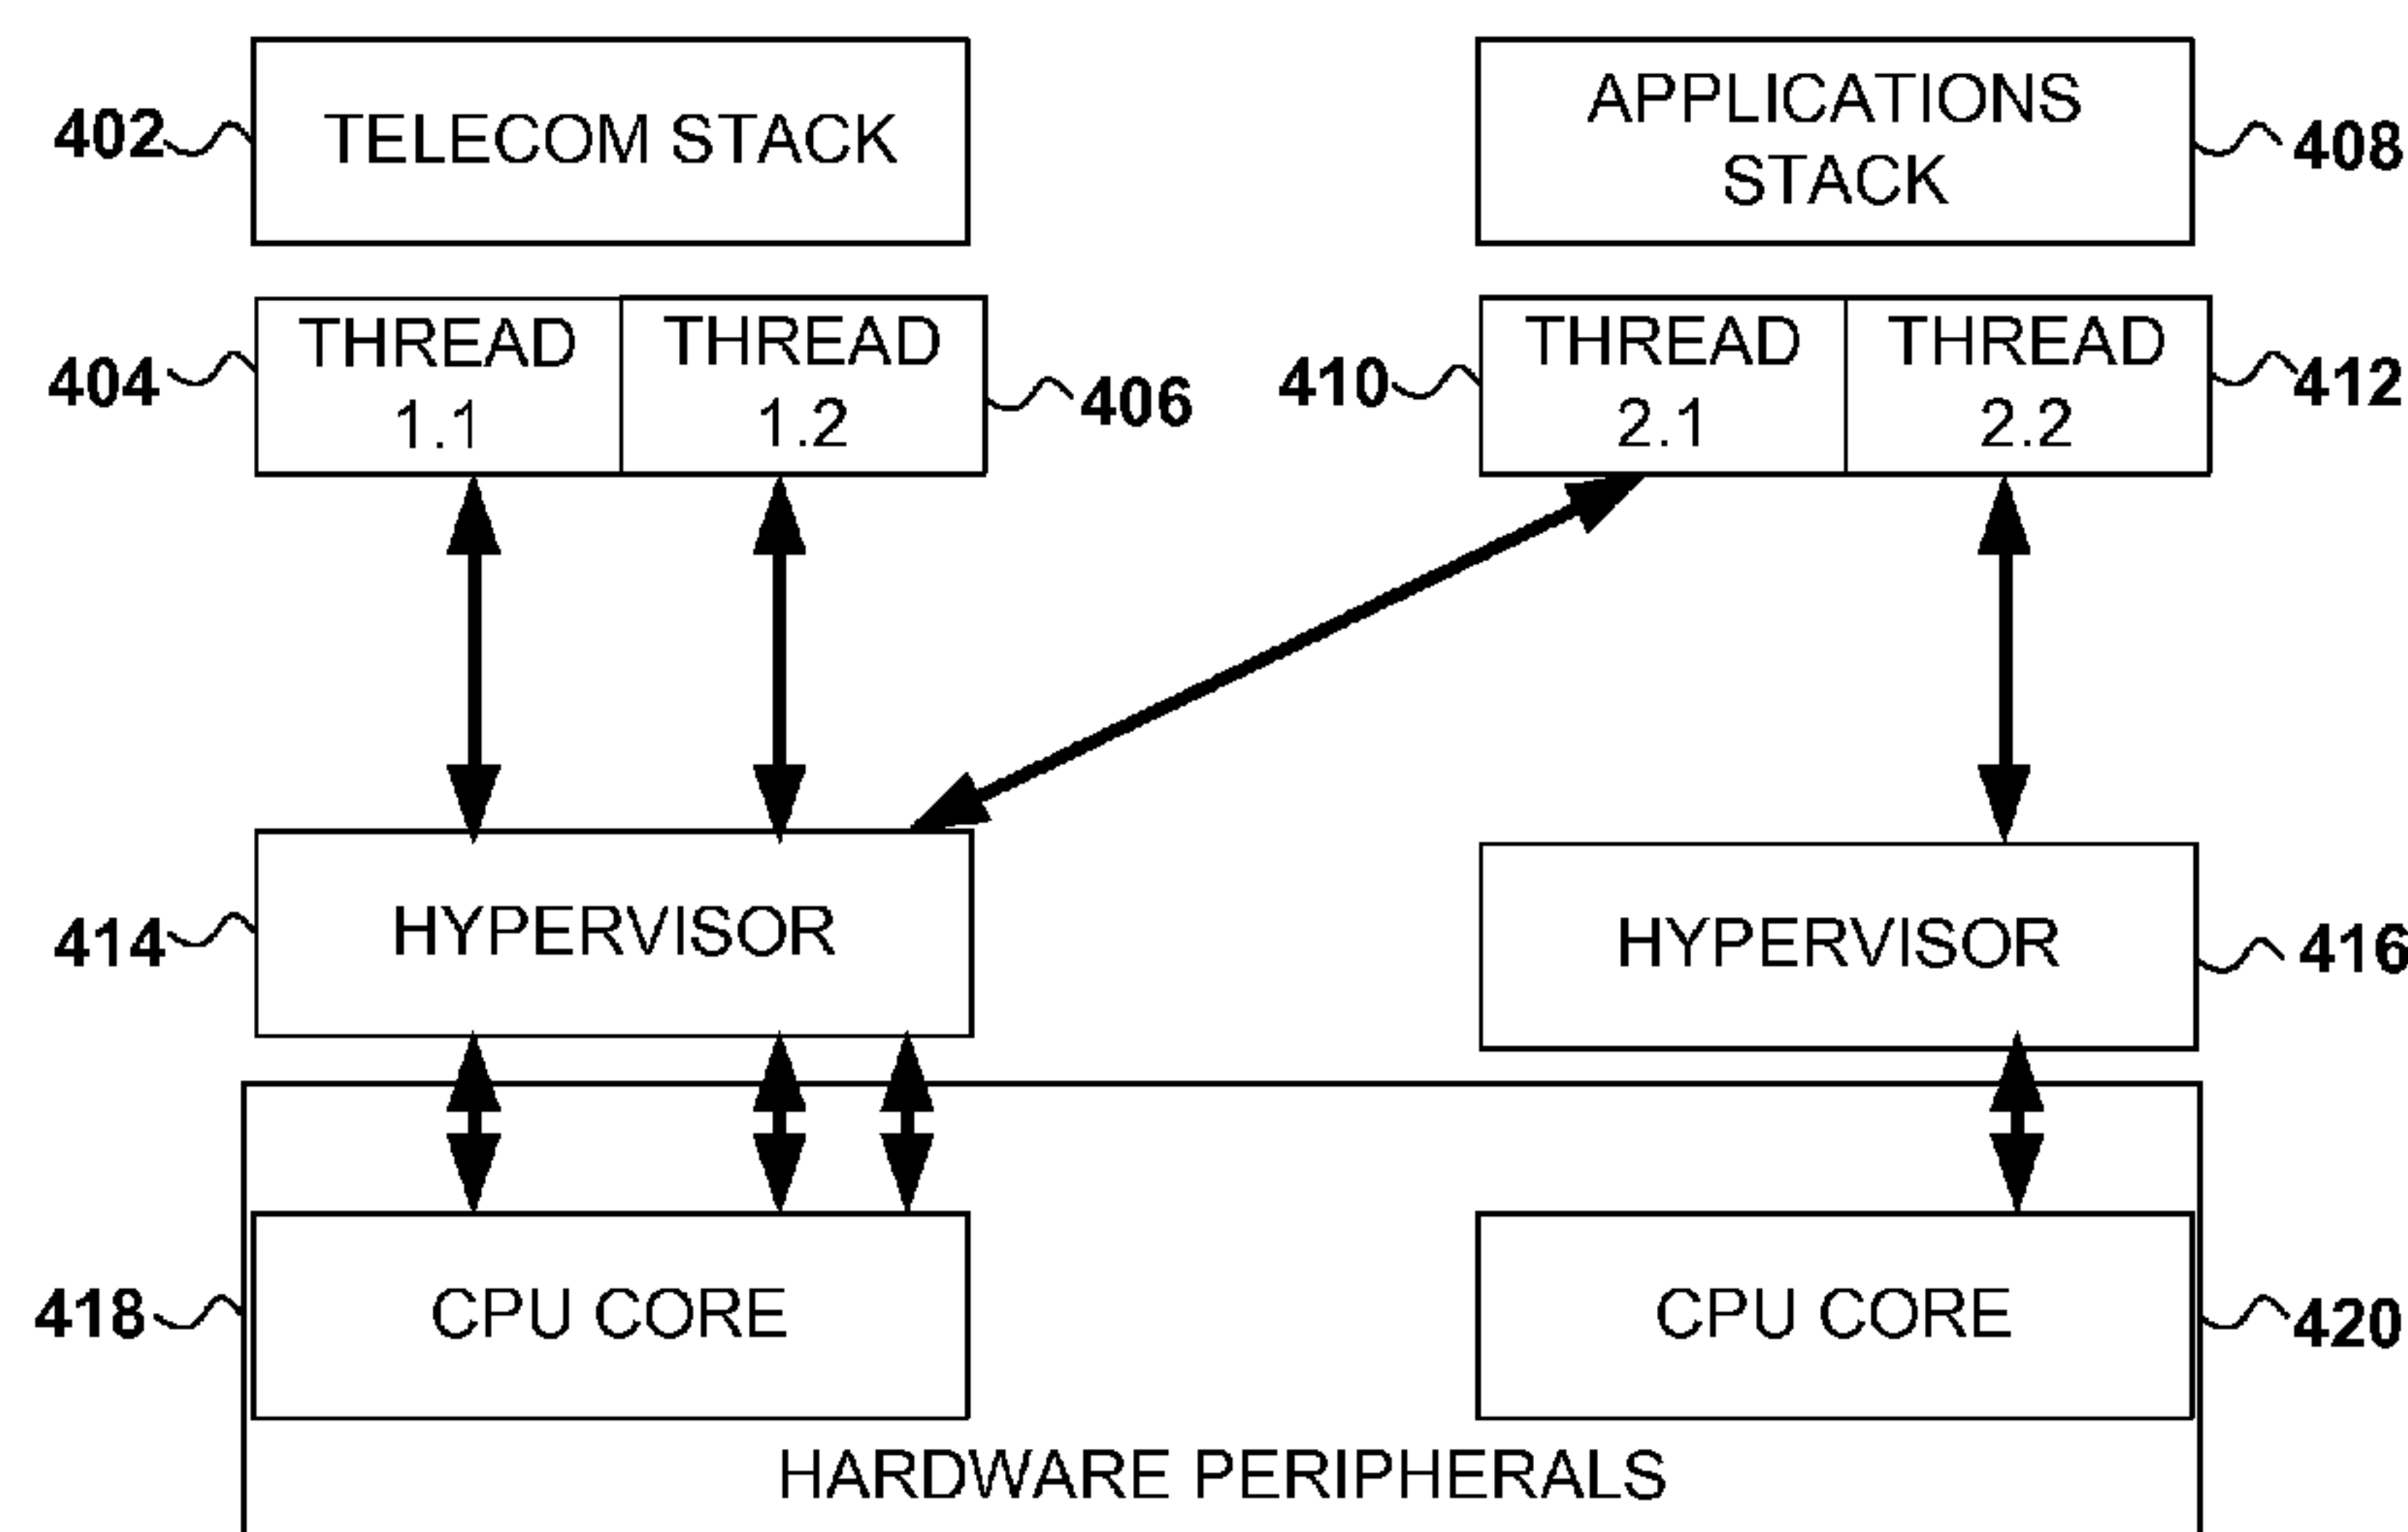 402
TELECOM STACK
APPLICATIONS
STACK
408
404
THREAD
1.1
THREAD
1.2
406
410
THREAD
2.1
THREAD
2.2
412
414
HYPERVISOR
HYPERVISOR
416
418
CPU CORE
CPU CORE
420
HARDWARE PERIPHERALS